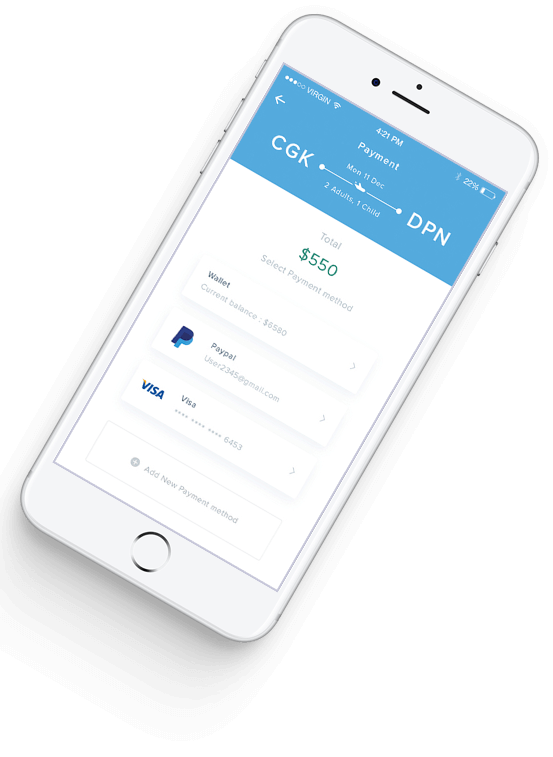 VIRGIN
4:21 PM
22%
Payment
CGK
Mon 11 Dec
2 Adults, 1 Child
DPN
Total
$550
Select Payment method
Wallet
Current balance : $6580
Paypal
User2345@gmail.com
VISA
Visa
**** **** **** 6453
Add New Payment method